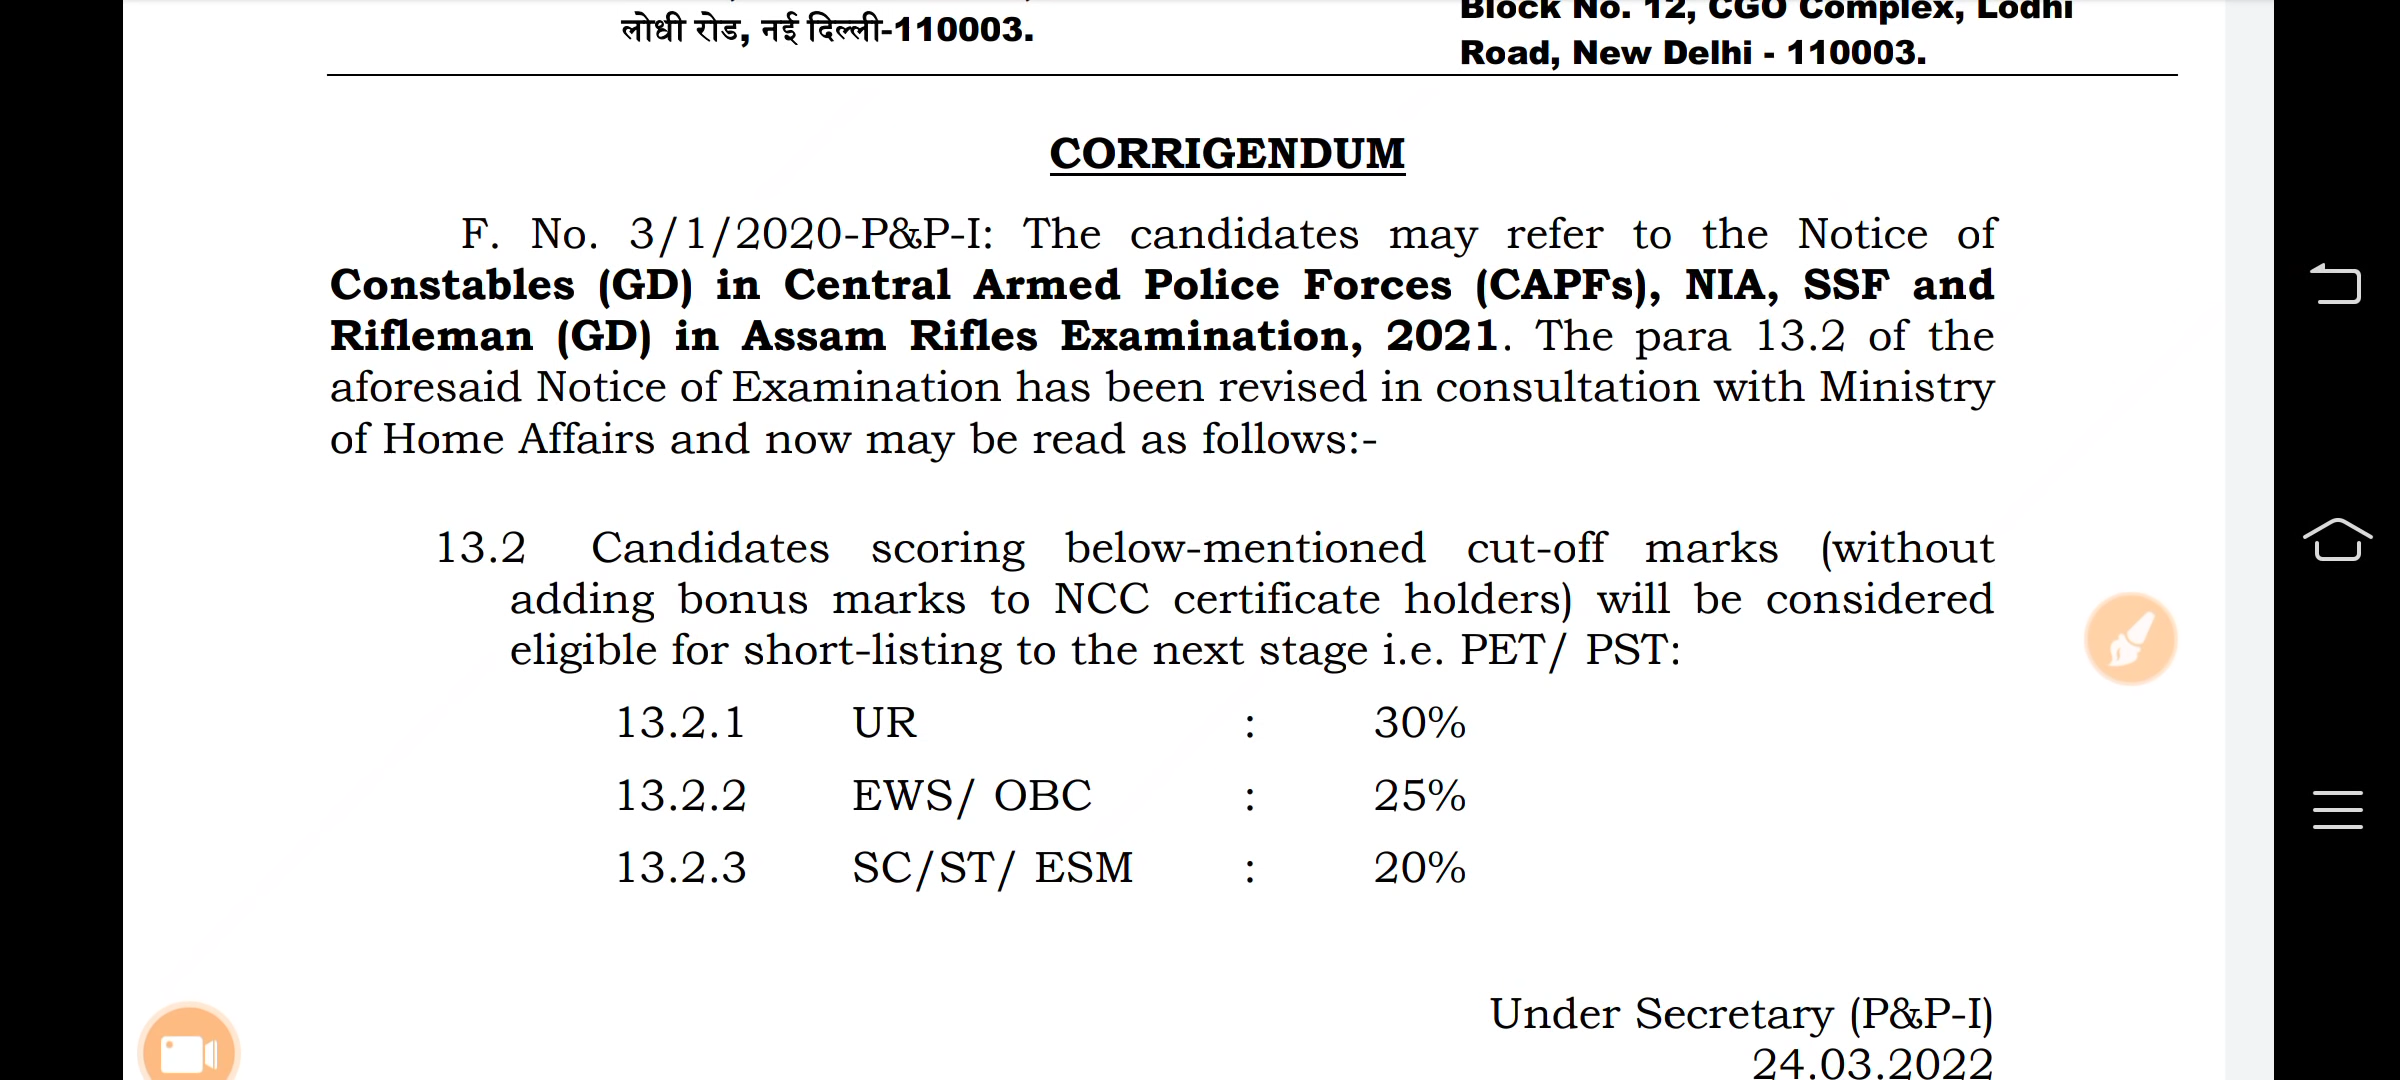 लोधी रोड, नई दिल्ली-110003.
Block No. 12, CGO Complex, Lodhi
Road, New Delhi - 110003.
CORRIGENDUM
F. No. 3/1/2020-P&P-I: The candidates may refer to the Notice of
Constables (GD) in Central Armed Police Forces (CAPFs), NIA, SSF and
Rifleman (GD) in Assam Rifles Examination, 2021. The para 13.2 of the
aforesaid Notice of Examination has been revised in consultation with Ministry
of Home Affairs and now may be read as follows:-
13.2 Candidates scoring below-mentioned cut-off marks (without
adding bonus marks to NCC certificate holders) will be considered
eligible for short-listing to the next stage i.e. PET/ PST:
13.2.1 UR : 30%
13.2.2 EWS/ OBC : 25%
13.2.3 SC/ST/ ESM : 20%
Under Secretary (P&P-I)
24.03.2022